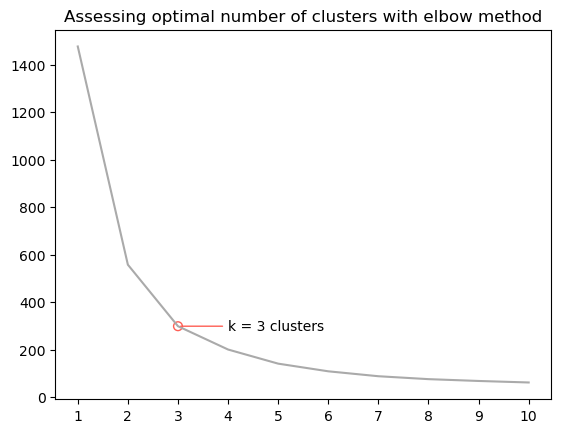 Assessing optimal number of clusters with elbow method
1400
1200
1000
800
600
400
200
0
k = 3 clusters
1 2 3 4 5 6 7 8 9 10